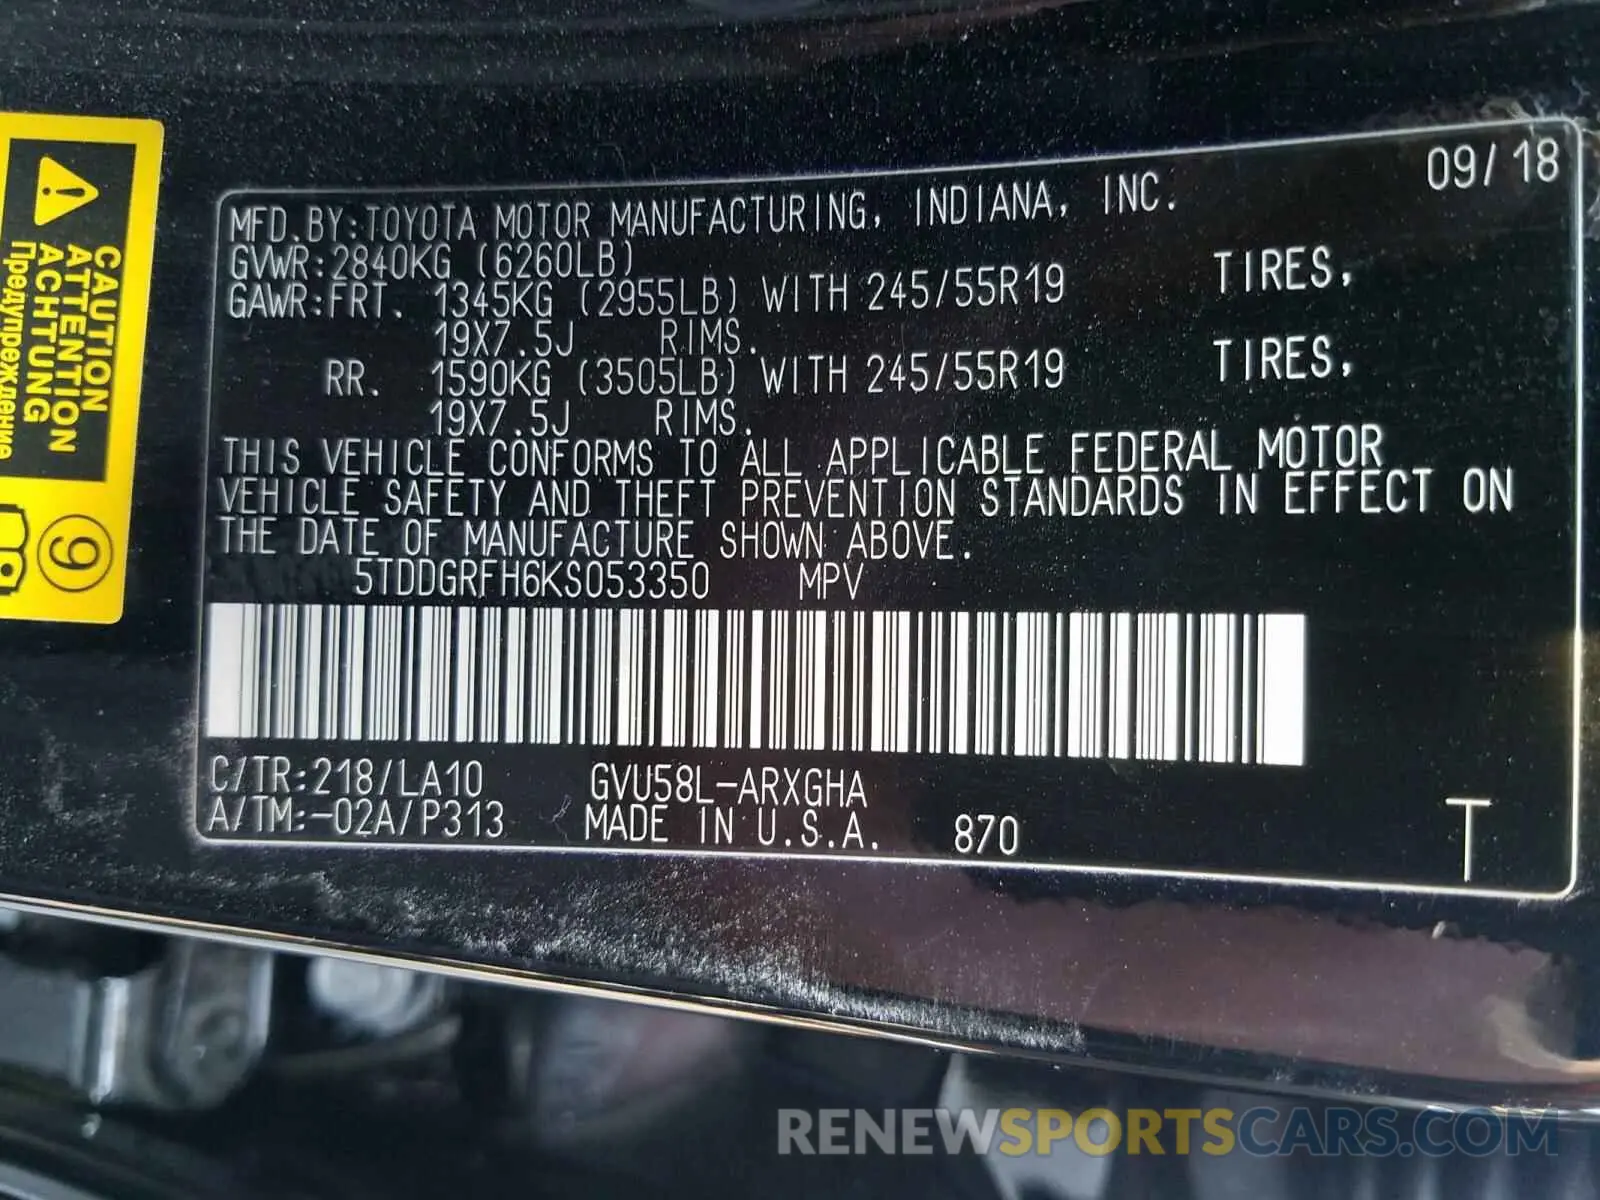 CAUTION
ATTENTION
ACHTUNG
Предупреждение
9
09/18
MFD.BY:TOYOTA MOTOR MANUFACTURING, INDIANA, INC.
GVWR:2840KG (6260LB)
GAWR:FRT. 1345KG (2955LB) WITH 245/55R19 TIRES,
19X7.5J RIMS.
RR. 1590KG (3505LB) WITH 245/55R19 TIRES,
19X7.5J RIMS.
THIS VEHICLE CONFORMS TO ALL APPLICABLE FEDERAL MOTOR
VEHICLE SAFETY AND THEFT PREVENTION STANDARDS IN EFFECT ON
THE DATE OF MANUFACTURE SHOWN ABOVE.
5TDDGRFH6KS053350 MPV
C/TR:218/LA10 GVU58L-ARXGHA
A/TM:-02A/P313 MADE IN U.S.A. 870 T
RENEWSPORTSCARS.COM